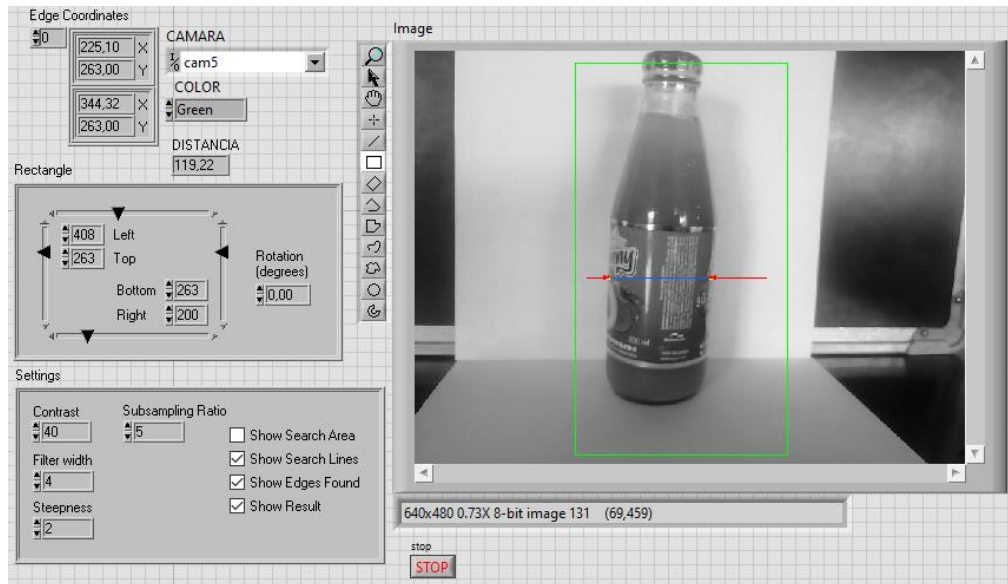 Edge Coordinates
0
225,10 X
263,00 Y
344,32 X
263,00 Y
CAMARA
I/O cam5
COLOR
Green
DISTANCIA
119,22
Rectangle
408 Left
263 Top
Bottom 263
Right 200
Rotation
(degrees)
0,00
Settings
Contrast
40
Subsampling Ratio
5
Filter width
4
Steepness
2
Show Search Area
Show Search Lines
Show Edges Found
Show Result
Image
640x480 0.73X 8-bit image 131 (69,459)
stop
STOP